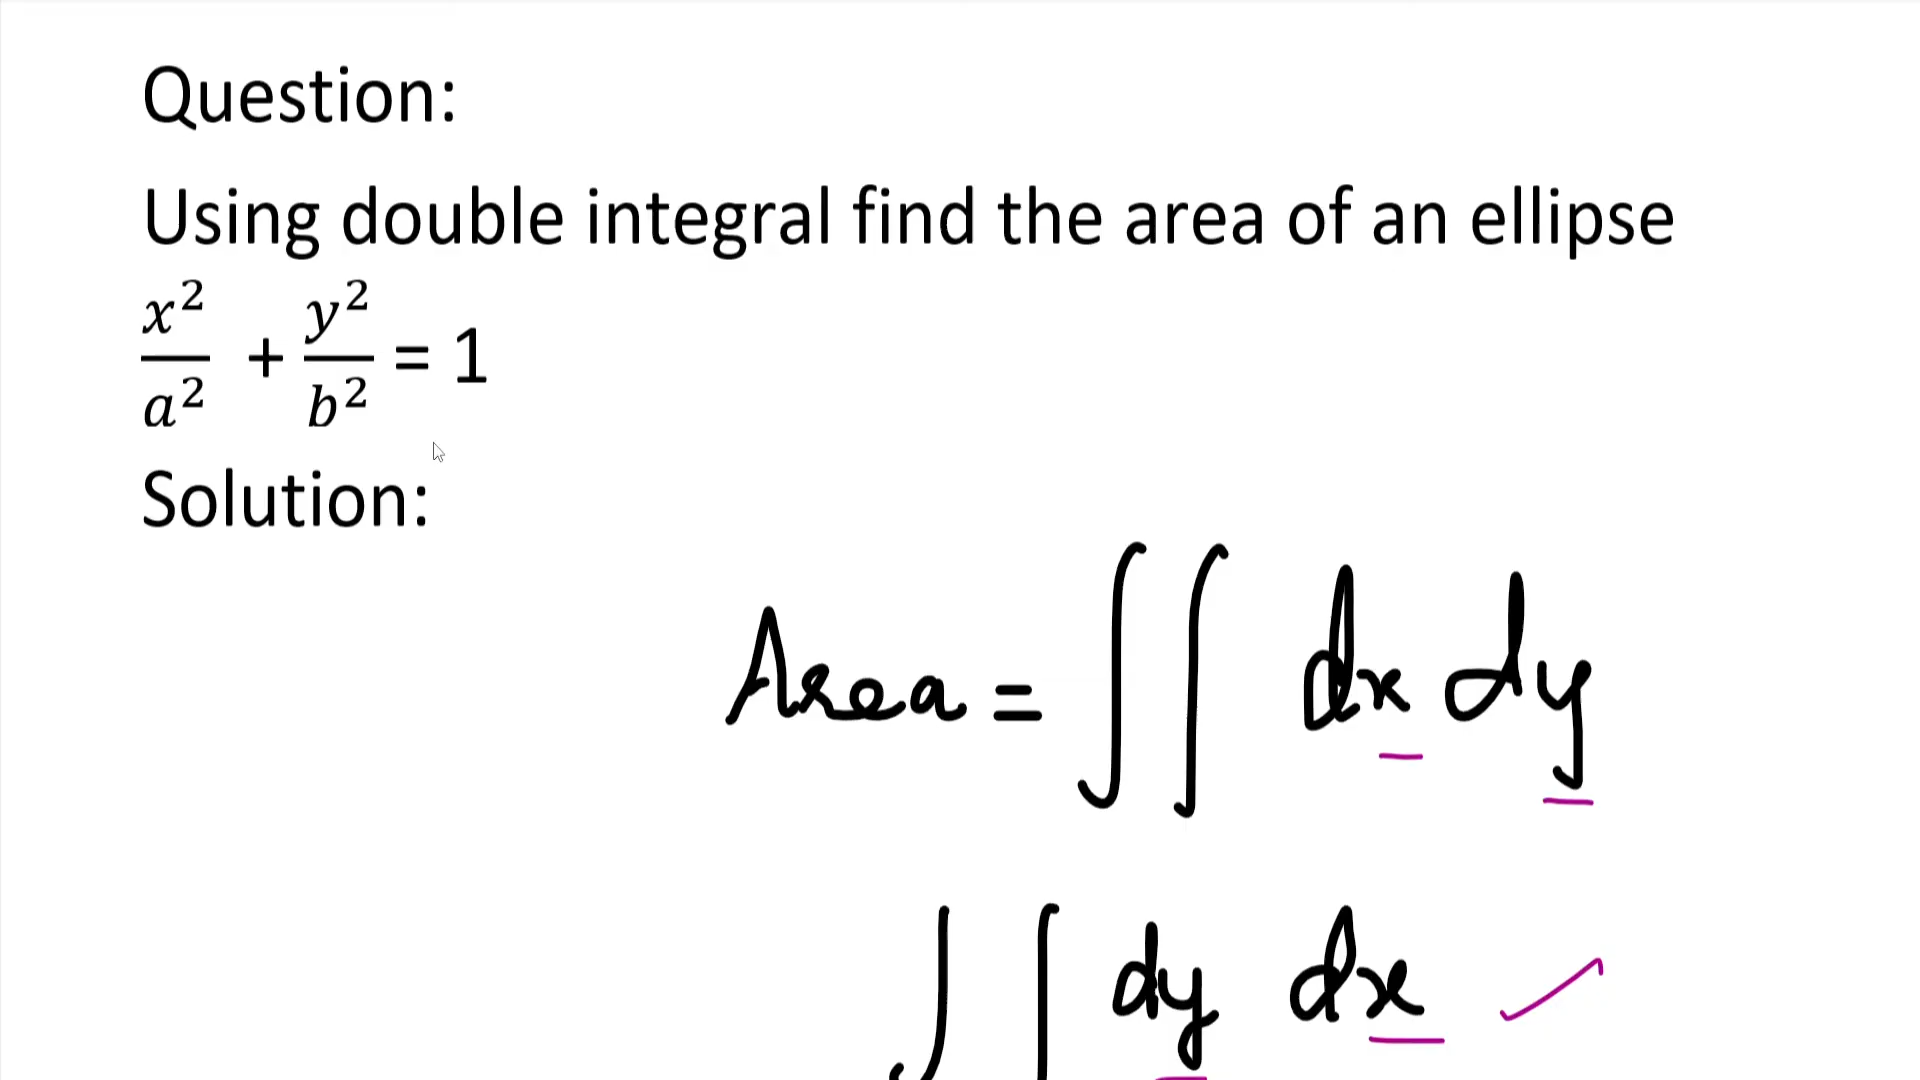 Question:
Using double integral find the area of an ellipse
x²/a² + y²/b² = 1
Solution:
Area = ∫∫ dx dy
∫∫ dy dx ✓